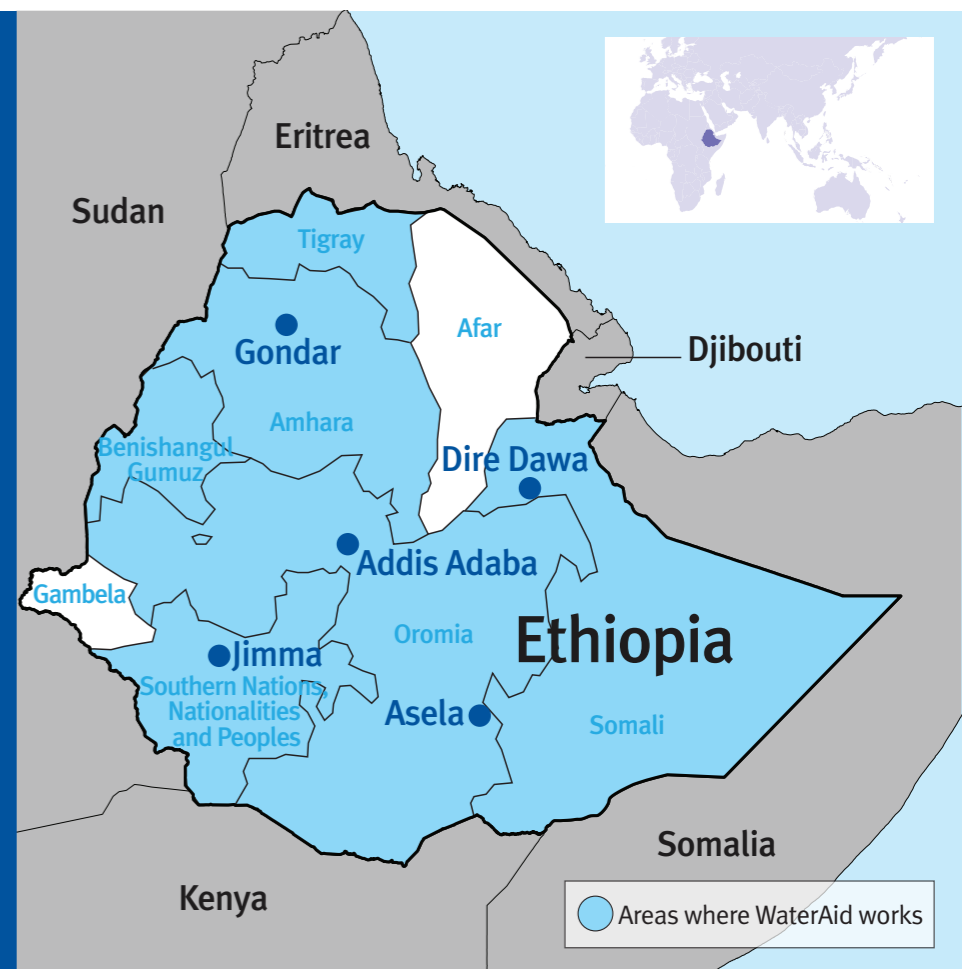 Eritrea
Sudan
Tigray
Afar
Gondar
Djibouti
Amhara
Benishangul
Gumuz
Dire Dawa
Addis Adaba
Gambela
Oromia
Ethiopia
Jimma
Southern Nations,
Nationalities
and Peoples
Asela
Somali
Somalia
Kenya
Areas where WaterAid works